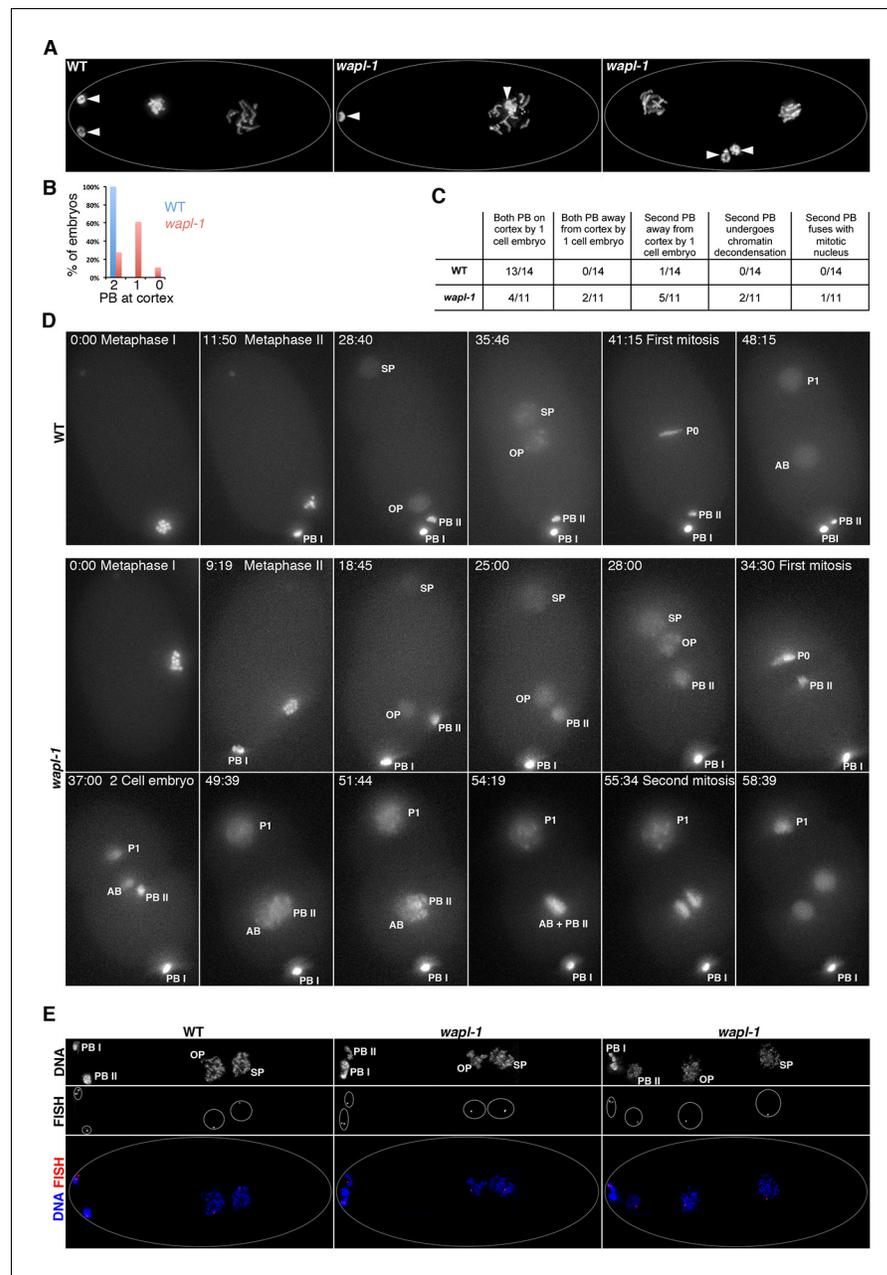 A
WT
wapl-1
wapl-1
B
% of embryos
100%
80%
60%
40%
20%
0%
WT
wapl-1
2 1 0
PB at cortex
C
Both PB on cortex by 1 cell embryo
Both PB away from cortex by 1 cell embryo
Second PB away from cortex by 1 cell embryo
Second PB undergoes chromatin decondensation
Second PB fuses with mitotic nucleus
WT 13/14 0/14 1/14 0/14 0/14
wapl-1 4/11 2/11 5/11 2/11 1/11
D
WT
0:00 Metaphase I
11:50 Metaphase II
PB I
28:40
SP
OP
PB II
PB I
35:46
SP
OP
PB II
PB I
41:15 First mitosis
P0
PB II
PB I
48:15
P1
AB
PB II
PBI
wapl-1
0:00 Metaphase I
9:19 Metaphase II
PB I
18:45
SP
OP
PB II
PB I
25:00
SP
OP
PB II
PB I
28:00
SP
OP
PB II
PB I
34:30 First mitosis
P0
PB II
PB I
37:00 2 Cell embryo
P1
AB
PB II
PB I
49:39
P1
PB II
AB
PB I
51:44
P1
PB II
AB
PB I
54:19
P1
AB + PB II
PB I
55:34 Second mitosis
P1
PB I
58:39
P1
PB I
E
WT
wapl-1
wapl-1
DNA
PB I
PB II
OP
SP
PB II
PB I
OP
SP
PB I
PB II
OP
SP
FISH
DNA FISH